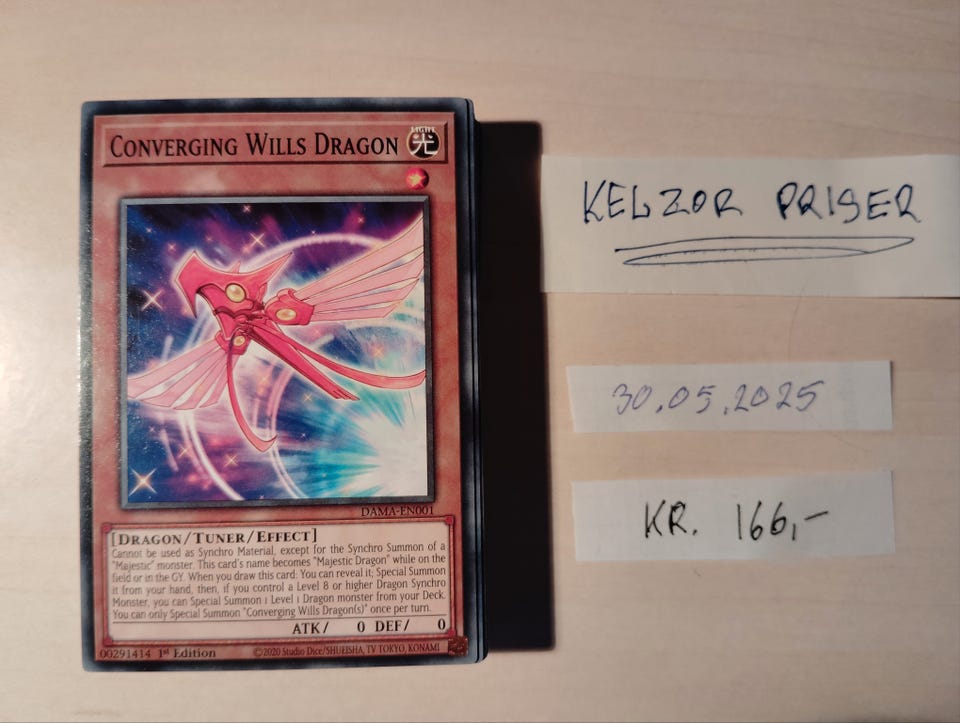 CONVERGING WILLS DRAGON
LIGHT
光
DAMA-EN001
[DRAGON/TUNER/EFFECT]
Cannot be used as Synchro Material, except for the Synchro Summon of a
"Majestic" monster. This card's name becomes "Majestic Dragon" while on the
field or in the GY. When you draw this card: You can reveal it; Special Summon
it from your hand, then, if you control a Level 8 or higher Dragon Synchro
Monster, you can Special Summon 1 Level 1 Dragon monster from your Deck.
You can only Special Summon "Converging Wills Dragon(s)" once per turn.
ATK/ 0 DEF/ 0
00291414 1st Edition ©2020 Studio Dice/SHUEISHA, TV TOKYO, KONAMI
KELZOR PRISER
30.05.2025
KR. 166,-